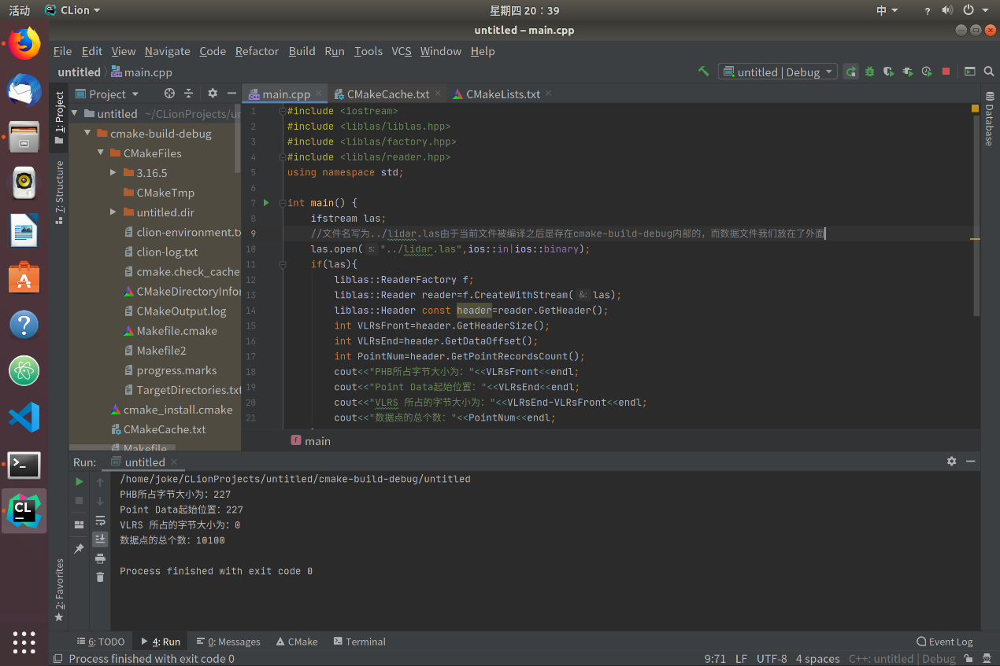 活动 CLion 星期四 20：39 中 ?
untitled – main.cpp
File Edit View Navigate Code Refactor Build Run Tools VCS Window Help
untitled main.cpp untitled | Debug
1: Project
7: Structure
2: Favorites
Project
untitled ~/CLionProjects/un
cmake-build-debug
CMakeFiles
3.16.5
CMakeTmp
untitled.dir
clion-environment.tx
clion-log.txt
cmake.check_cache
CMakeDirectoryInfor
CMakeOutput.log
Makefile.cmake
Makefile2
progress.marks
TargetDirectories.txt
cmake_install.cmake
CMakeCache.txt
Makefile
main.cpp CMakeCache.txt CMakeLists.txt
1 #include <iostream>
2 #include <liblas/liblas.hpp>
3 #include <liblas/factory.hpp>
4 #include <liblas/reader.hpp>
5 using namespace std;
6
7 int main() {
8 ifstream las;
9 //文件名写为../lidar.las由于当前文件被编译之后是存在cmake-build-debug内部的，而数据文件我们放在了外面
10 las.open( s: "../lidar.las",ios::in|ios::binary);
11 if(las){
12 liblas::ReaderFactory f;
13 liblas::Reader reader=f.CreateWithStream( &: las);
14 liblas::Header const header=reader.GetHeader();
15 int VLRsFront=header.GetHeaderSize();
16 int VLRsEnd=header.GetDataOffset();
17 int PointNum=header.GetPointRecordsCount();
18 cout<<"PHB所占字节大小为："<<VLRsFront<<endl;
19 cout<<"Point Data起始位置："<<VLRsEnd<<endl;
20 cout<<"VLRS 所占的字节大小为："<<VLRsEnd-VLRsFront<<endl;
21 cout<<"数据点的总个数："<<PointNum<<endl;
f main
Database
Run: untitled
/home/joke/CLionProjects/untitled/cmake-build-debug/untitled
PHB所占字节大小为：227
Point Data起始位置：227
VLRS 所占的字节大小为：0
数据点的总个数：10100
Process finished with exit code 0
6: TODO 4: Run 0: Messages CMake Terminal Event Log
Process finished with exit code 0 9:71 LF UTF-8 4 spaces C++: untitled | Debug